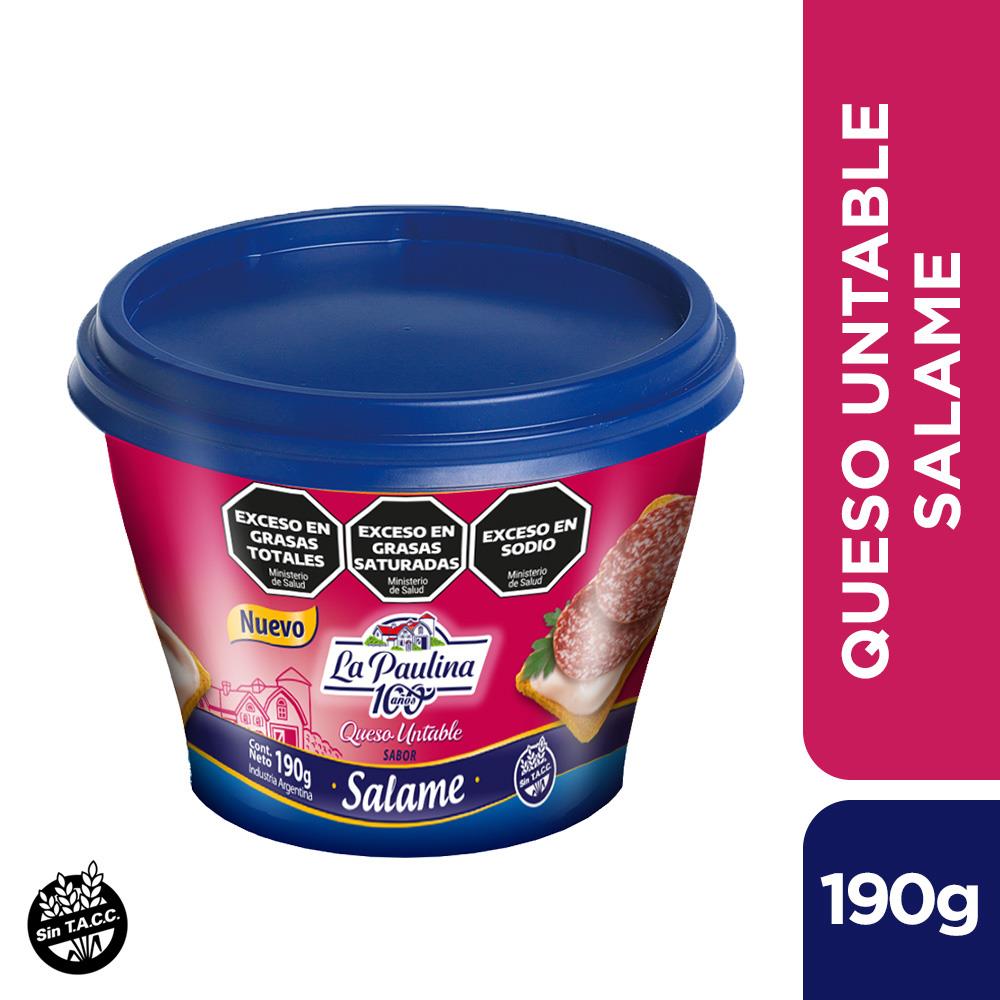 EXCESO EN
GRASAS
TOTALES
Ministerio
de Salud
EXCESO EN
GRASAS
SATURADAS
Ministerio
de Salud
EXCESO EN
SODIO
Ministerio
de Salud
Nuevo
La Paulina
100
años
Queso Untable
SABOR
Salame
Cont.
Neto 190g
Industria Argentina
Sin T.A.C.C.
Sin T.A.C.C.
QUESO UNTABLE
SALAME
190g